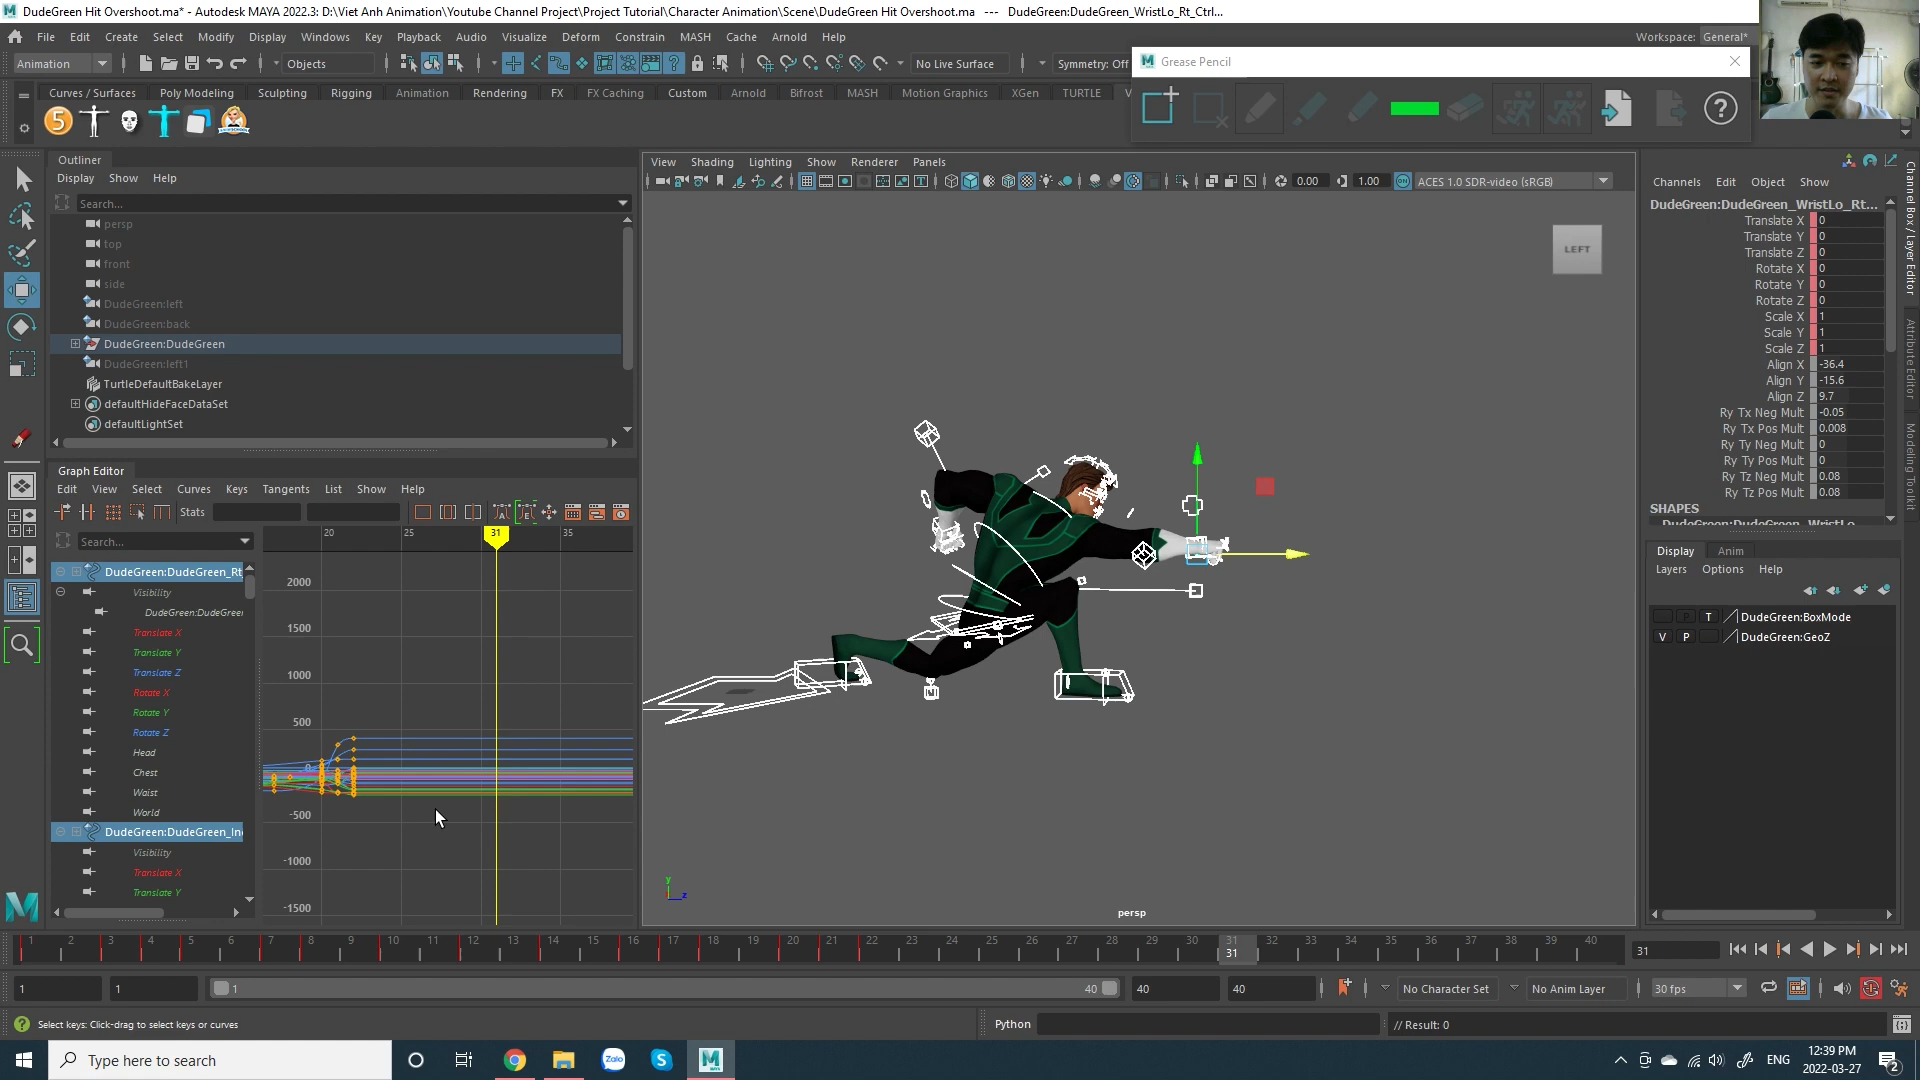 DudeGreen Hit Overshoot.ma* - Autodesk MAYA 2022.3: D:\Viet Anh Animation\Youtube Channel Project\Project Tutorial\Character Animation\Scene\DudeGreen Hit Overshoot.ma --- DudeGreen:DudeGreen_WristLo_Rt_Ctrl...
File Edit Create Select Modify Display Windows Key Playback Audio Visualize Deform Constrain MASH Cache Arnold Help
Workspace: General*
Animation
Objects
No Live Surface
Symmetry: Off
Grease Pencil
Curves / Surfaces Poly Modeling Sculpting Rigging Animation Rendering FX FX Caching Custom Arnold Bifrost MASH Motion Graphics XGen TURTLE
Outliner
Display Show Help
Search...
persp
top
front
side
DudeGreen:left
DudeGreen:back
DudeGreen:DudeGreen
DudeGreen:left1
TurtleDefaultBakeLayer
defaultHideFaceDataSet
defaultLightSet
Graph Editor
Edit View Select Curves Keys Tangents List Show Help
Stats
Search...
DudeGreen:DudeGreen_Rt
Visibility
DudeGreen:DudeGreen
Translate X
Translate Y
Translate Z
Rotate X
Rotate Y
Rotate Z
Head
Chest
Waist
World
DudeGreen:DudeGreen_In
Visibility
Translate X
Translate Y
20 25 31 35
2000
1500
1000
500
-500
-1000
-1500
View Shading Lighting Show Renderer Panels
0.00 1.00 ACES 1.0 SDR-video (sRGB)
LEFT
y
z
persp
Channels Edit Object Show
DudeGreen:DudeGreen_WristLo_Rt...
Translate X 0
Translate Y 0
Translate Z 0
Rotate X 0
Rotate Y 0
Rotate Z 0
Scale X 1
Scale Y 1
Scale Z 1
Align X -36.4
Align Y -15.6
Align Z 9.7
Ry Tx Neg Mult -0.05
Ry Tx Pos Mult 0.008
Ry Ty Neg Mult 0
Ry Ty Pos Mult 0
Ry Tz Neg Mult 0.08
Ry Tz Pos Mult 0.08
SHAPES
Display Anim
Layers Options Help
T DudeGreen:BoxMode
V P DudeGreen:GeoZ
Channel Box / Layer Editor
Attribute Editor
Modeling Toolkit
1 2 3 4 5 6 7 8 9 10 11 12 13 14 15 16 17 18 19 20 21 22 23 24 25 26 27 28 29 30 31 32 33 34 35 36 37 38 39 40
31
31
1 1 1 40 40 40
No Character Set
No Anim Layer
30 fps
Select keys: Click-drag to select keys or curves
Python
// Result: 0
Type here to search
Zalo
ENG
12:39 PM
2022-03-27
2